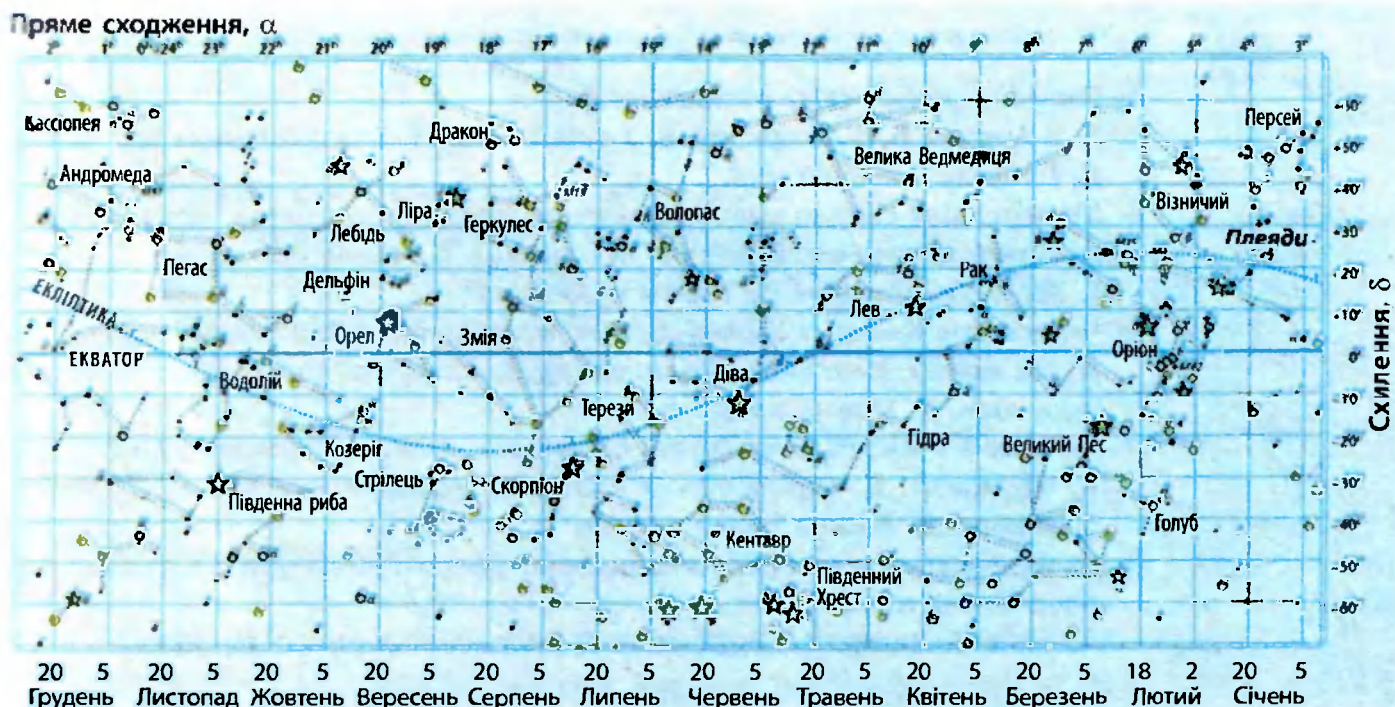 Пряме сходження, α
2ʰ 1ʰ 0ʰ 24ʰ 23ʰ 22ʰ 21ʰ 20ʰ 19ʰ 18ʰ 17ʰ 16ʰ 15ʰ 14ʰ 13ʰ 12ʰ 11ʰ 10ʰ 9ʰ 8ʰ 7ʰ 6ʰ 5ʰ 4ʰ 3ʰ
Кассіопея
Дракон
Персей
Велика Ведмедиця
Андромеда
Ліра
Геркулес
Волопас
Візничий
Лебідь
Плеяди
Пегас
Дельфін
Рак
ЕКЛІПТИКА
Лев
Орел
Змія
Оріон
ЕКВАТОР
Водолій
Діва
Терези
Гідра
Великий Пес
Козеріг
Стрілець
Скорпіон
Південна риба
Голуб
Кентавр
Південний
Хрест
+50°
+40°
+30
+20
+10°
0°
-10°
-20°
-30°
-40°
-50°
-60°
Схилення, δ
20 5 20 5 20 5 20 5 20 5 20 5 20 5 20 5 20 5 20 5 18 2 20 5
Грудень Листопад Жовтень Вересень Серпень Липень Червень Травень Квітень Березень Лютий Січень